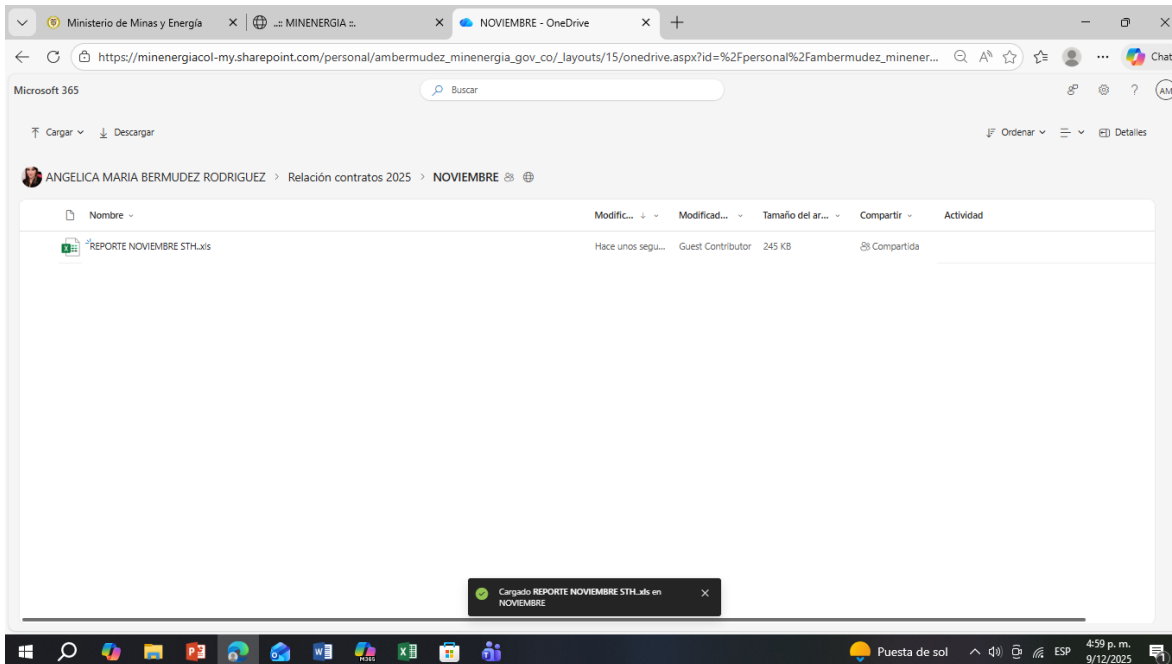 Ministerio de Minas y Energía
..:: MINENERGIA ::.
NOVIEMBRE - OneDrive
https://minenergiacol-my.sharepoint.com/personal/ambermudez_minenergia_gov_co/_layouts/15/onedrive.aspx?id=%2Fpersonal%2Fambermudez_minener...
Chat
Microsoft 365
Buscar
AM
Cargar
Descargar
Ordenar
Detalles
ANGELICA MARIA BERMUDEZ RODRIGUEZ > Relación contratos 2025 > NOVIEMBRE
Nombre Modific... Modificad... Tamaño del ar... Compartir Actividad
REPORTE NOVIEMBRE STH..xls Hace unos segu... Guest Contributor 245 KB Compartida
Cargado REPORTE NOVIEMBRE STH..xls en
NOVIEMBRE
Puesta de sol
ESP
4:59 p. m.
9/12/2025